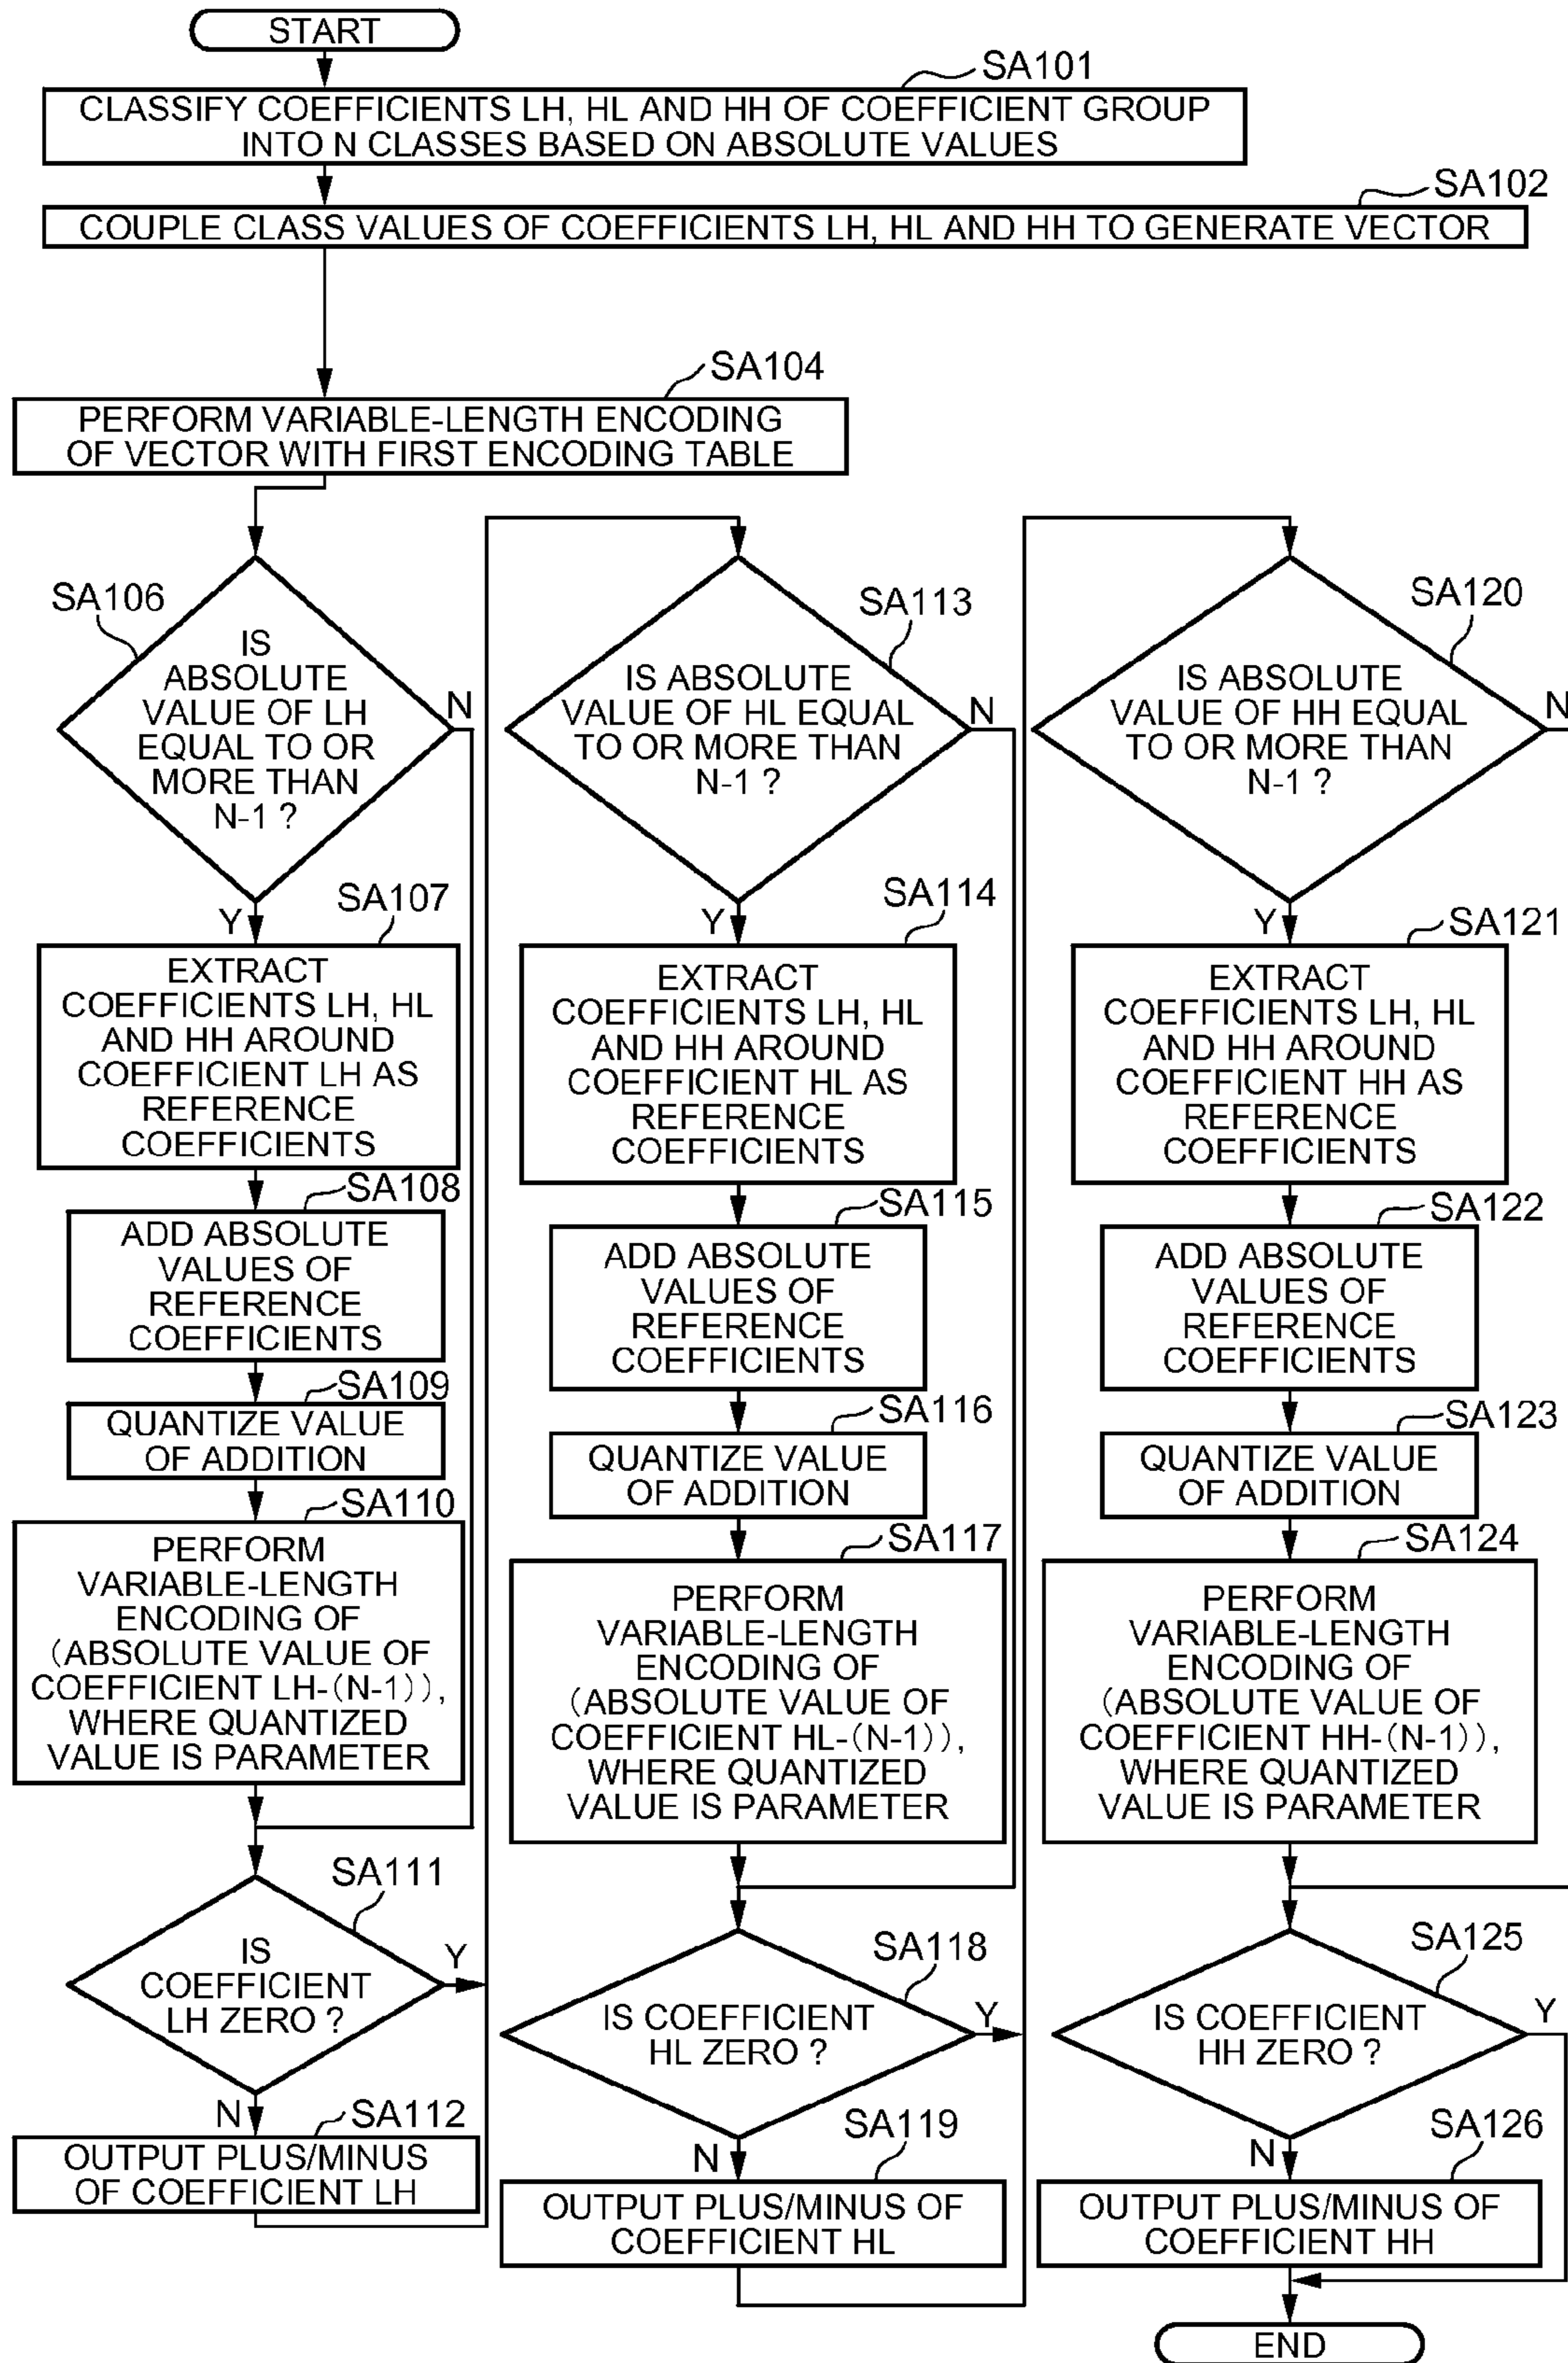 START
SA101
CLASSIFY COEFFICIENTS LH, HL AND HH OF COEFFICIENT GROUP
INTO N CLASSES BASED ON ABSOLUTE VALUES
SA102
COUPLE CLASS VALUES OF COEFFICIENTS LH, HL AND HH TO GENERATE VECTOR
SA104
PERFORM VARIABLE-LENGTH ENCODING
OF VECTOR WITH FIRST ENCODING TABLE
SA106
IS
ABSOLUTE
VALUE OF LH
EQUAL TO OR
MORE THAN
N-1 ?
N
Y
SA107
EXTRACT
COEFFICIENTS LH, HL
AND HH AROUND
COEFFICIENT LH AS
REFERENCE
COEFFICIENTS
SA108
ADD ABSOLUTE
VALUES OF
REFERENCE
COEFFICIENTS
SA109
QUANTIZE VALUE
OF ADDITION
SA110
PERFORM
VARIABLE-LENGTH
ENCODING OF
(ABSOLUTE VALUE OF
COEFFICIENT LH-(N-1)),
WHERE QUANTIZED
VALUE IS PARAMETER
SA111
IS
COEFFICIENT
LH ZERO ?
Y
N
SA112
OUTPUT PLUS/MINUS
OF COEFFICIENT LH
SA113
IS ABSOLUTE
VALUE OF HL EQUAL
TO OR MORE THAN
N-1 ?
N
Y
SA114
EXTRACT
COEFFICIENTS LH, HL
AND HH AROUND
COEFFICIENT HL AS
REFERENCE
COEFFICIENTS
SA115
ADD ABSOLUTE
VALUES OF
REFERENCE
COEFFICIENTS
SA116
QUANTIZE VALUE
OF ADDITION
SA117
PERFORM
VARIABLE-LENGTH
ENCODING OF
(ABSOLUTE VALUE OF
COEFFICIENT HL-(N-1)),
WHERE QUANTIZED
VALUE IS PARAMETER
SA118
IS COEFFICIENT
HL ZERO ?
Y
N
SA119
OUTPUT PLUS/MINUS OF
COEFFICIENT HL
SA120
IS ABSOLUTE
VALUE OF HH EQUAL
TO OR MORE THAN
N-1 ?
N
Y
SA121
EXTRACT
COEFFICIENTS LH, HL
AND HH AROUND
COEFFICIENT HH AS
REFERENCE
COEFFICIENTS
SA122
ADD ABSOLUTE
VALUES OF
REFERENCE
COEFFICIENTS
SA123
QUANTIZE VALUE
OF ADDITION
SA124
PERFORM
VARIABLE-LENGTH
ENCODING OF
(ABSOLUTE VALUE OF
COEFFICIENT HH-(N-1)),
WHERE QUANTIZED
VALUE IS PARAMETER
SA125
IS COEFFICIENT
HH ZERO ?
Y
N
SA126
OUTPUT PLUS/MINUS OF
COEFFICIENT HH
END